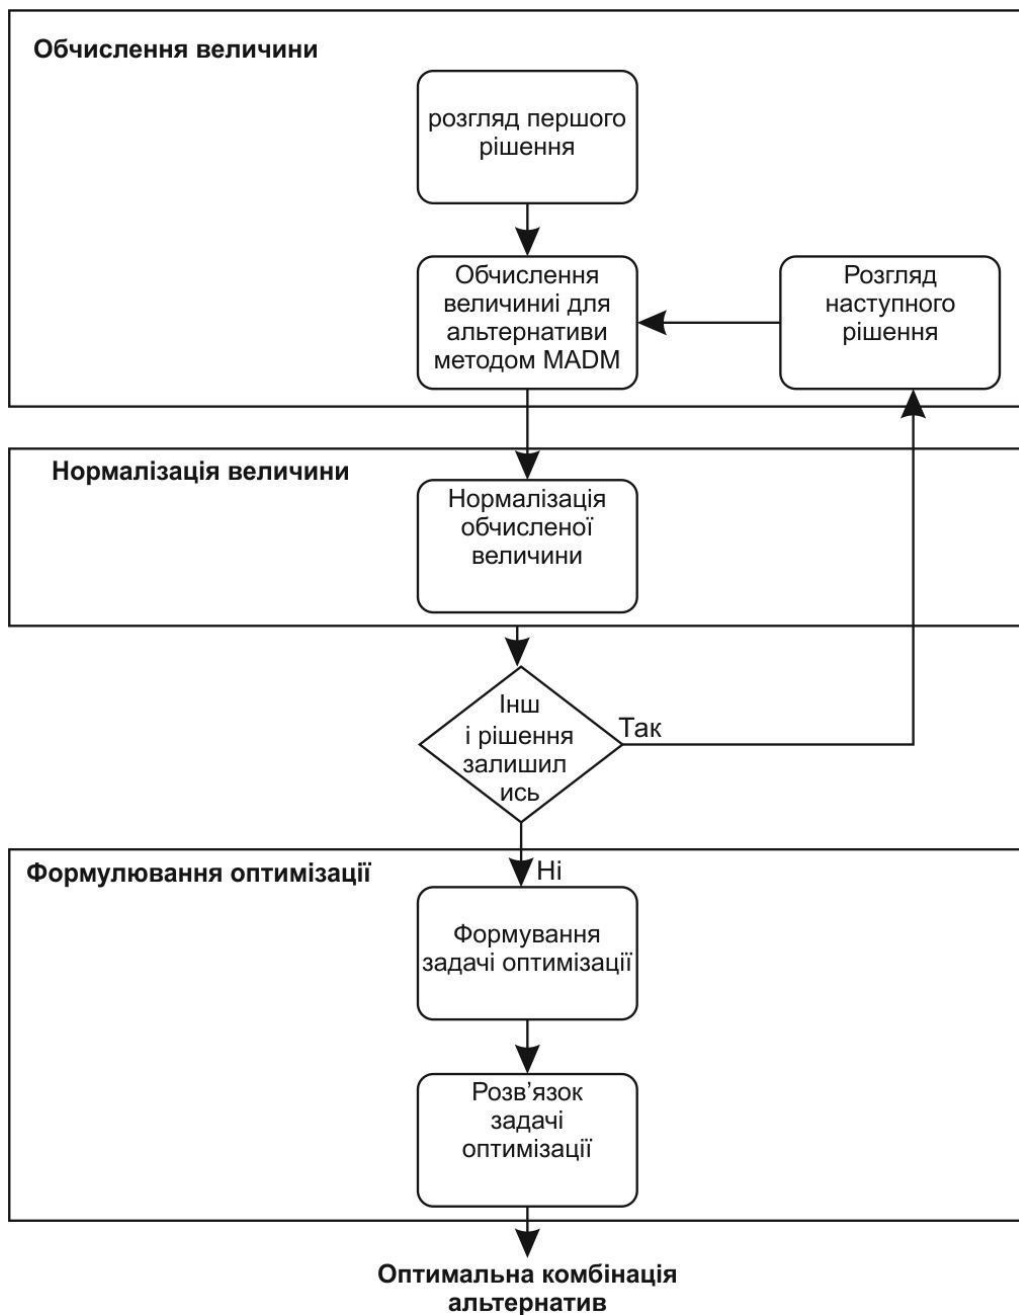 Обчислення величини
розгляд першого
рішення
Обчислення
величиниі для
альтернативи
методом MADM
Розгляд
наступного
рішення
Нормалізація величини
Нормалізація
обчисленої
величини
Інш
і рішення
залишил
ись
Так
Ні
Формулювання оптимізації
Формування
задачі оптимізації
Розв’язок
задачі
оптимізації
Оптимальна комбінація
альтернатив